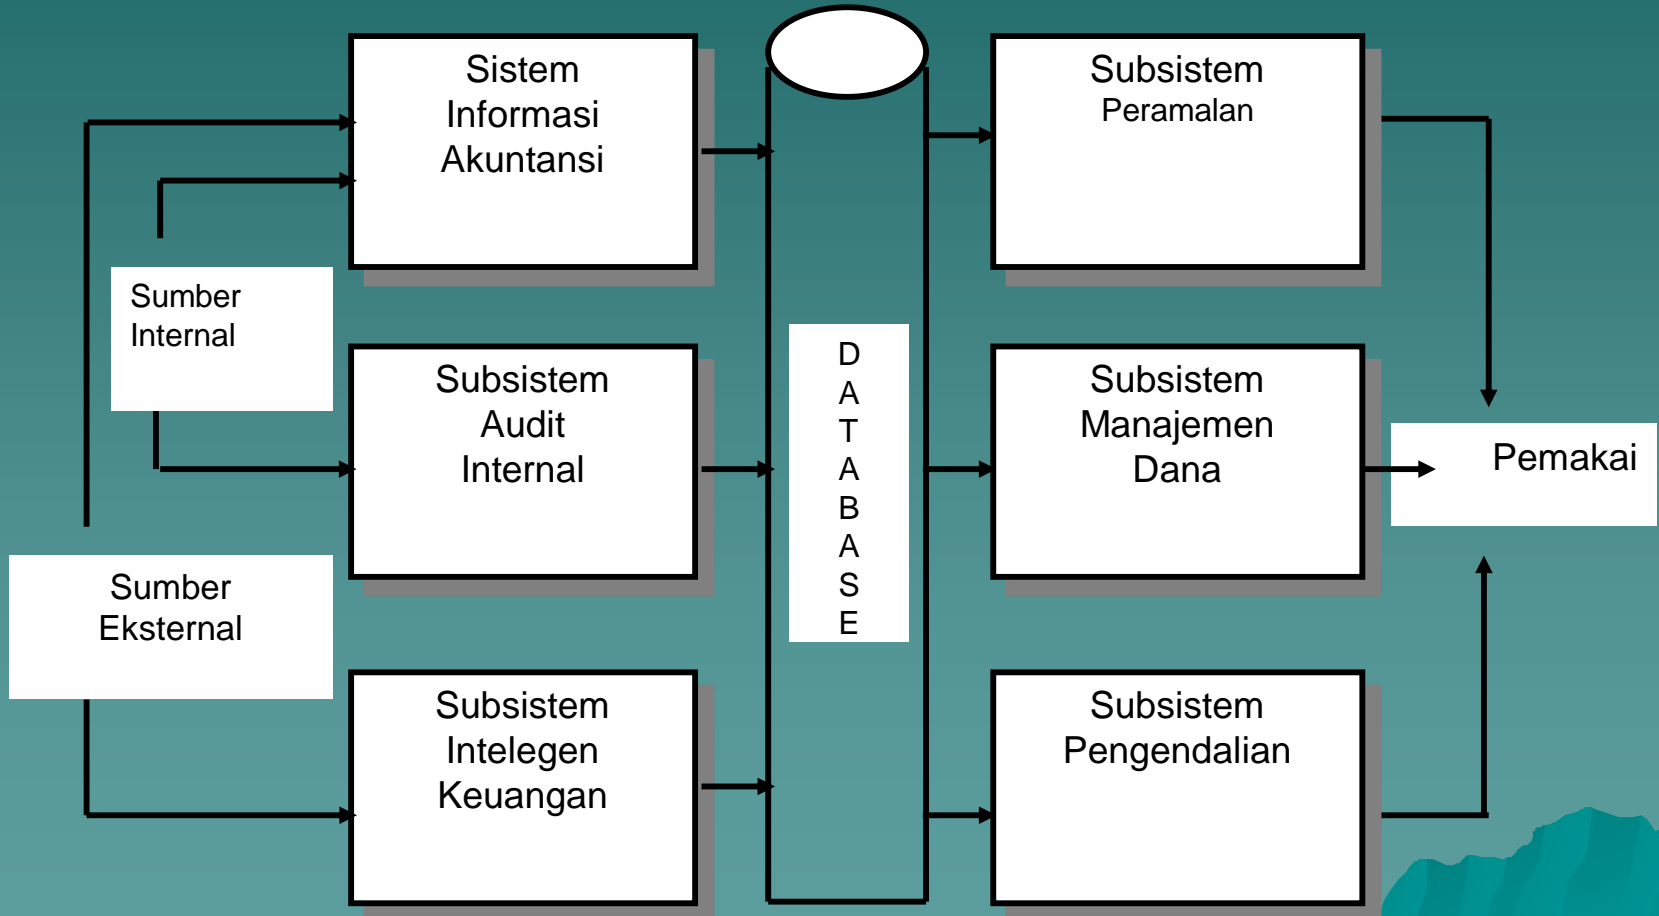 Sistem
Informasi
Akuntansi
Subsistem
Peramalan
Sumber
Internal
Subsistem
Audit
Internal
D
A
T
A
B
A
S
E
Subsistem
Manajemen
Dana
Pemakai
Sumber
Eksternal
Subsistem
Intelegen
Keuangan
Subsistem
Pengendalian